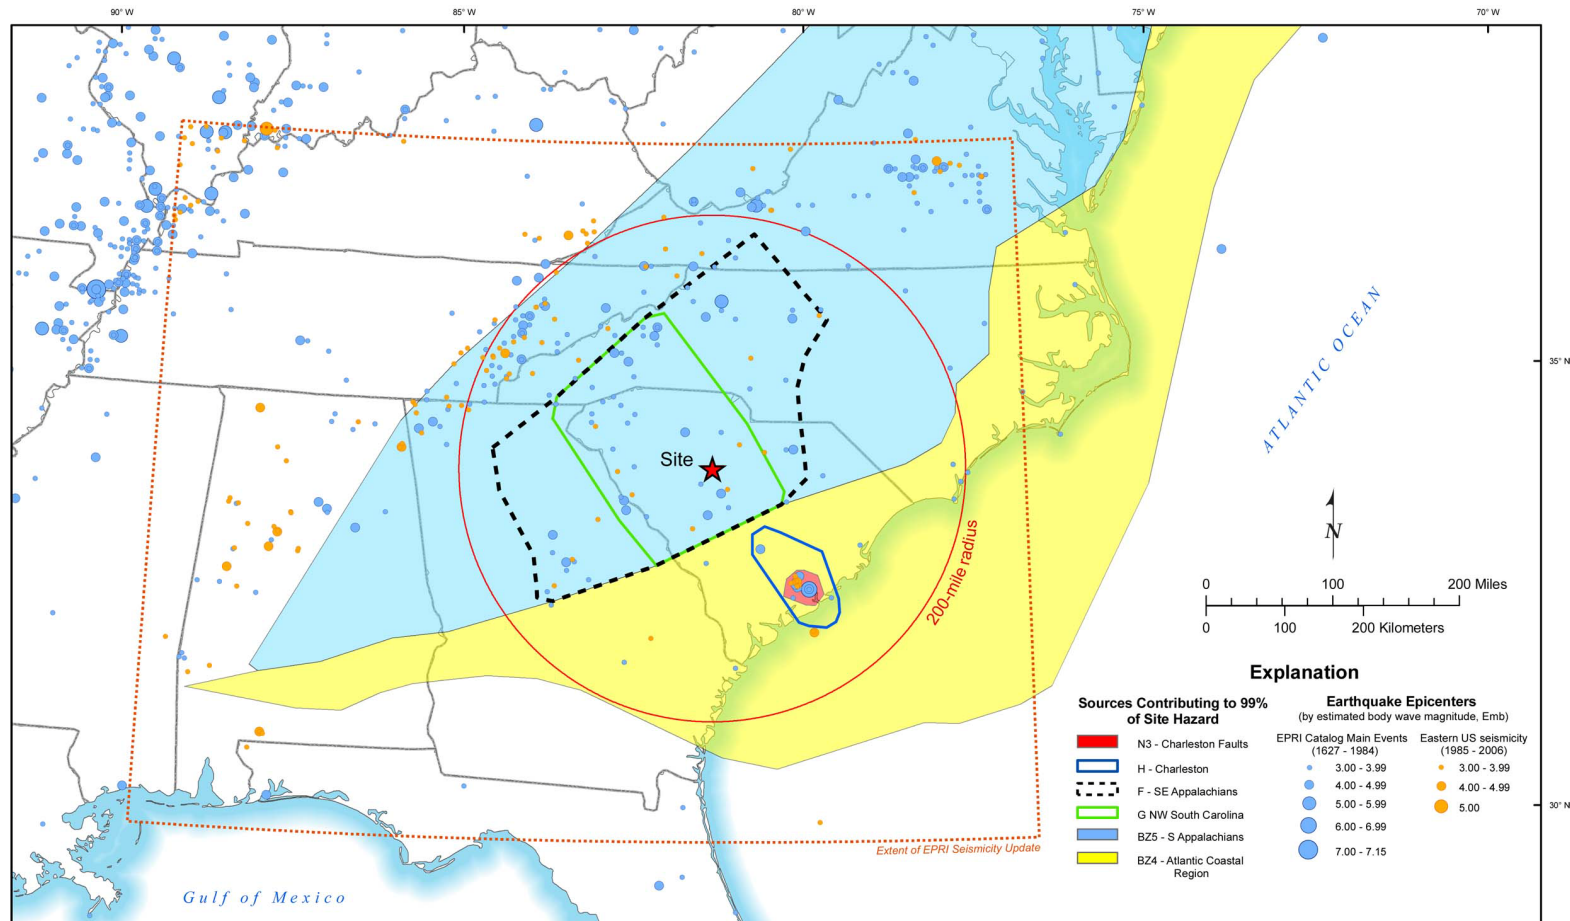 90° W
85° W
80° W
75° W
70° W
35° N
ATLANTIC OCEAN
Site
200-mile radius
N
0 100 200 Miles
0 100 200 Kilometers
30° N
Extent of EPRI Seismicity Update
Gulf of Mexico
Explanation
Sources Contributing to 99%
of Site Hazard
N3 - Charleston Faults
H - Charleston
F - SE Appalachians
G NW South Carolina
BZ5 - S Appalachians
BZ4 - Atlantic Coastal
Region
Earthquake Epicenters
(by estimated body wave magnitude, Emb)
EPRI Catalog Main Events
(1627 - 1984)
3.00 - 3.99
4.00 - 4.99
5.00 - 5.99
6.00 - 6.99
7.00 - 7.15
Eastern US seismicity
(1985 - 2006)
3.00 - 3.99
4.00 - 4.99
5.00